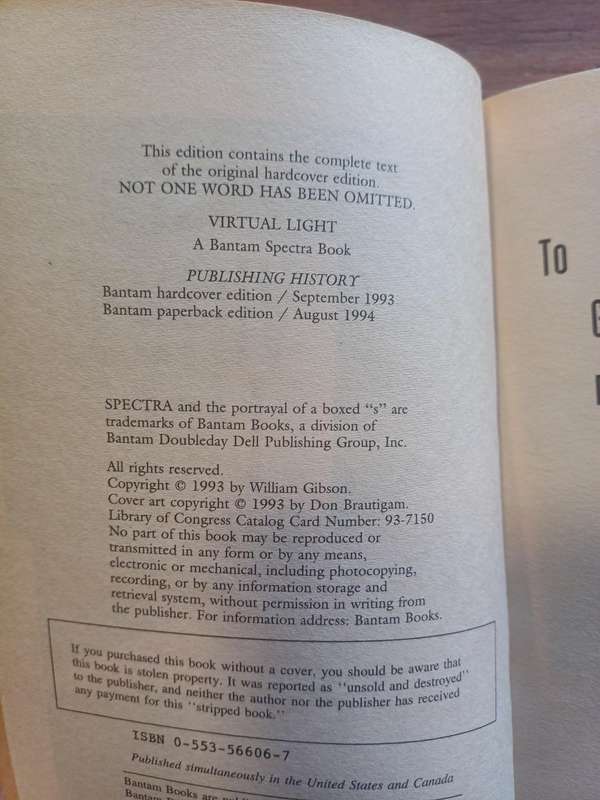 This edition contains the complete text
of the original hardcover edition.
NOT ONE WORD HAS BEEN OMITTED.
VIRTUAL LIGHT
A Bantam Spectra Book
PUBLISHING HISTORY
Bantam hardcover edition / September 1993
Bantam paperback edition / August 1994
SPECTRA and the portrayal of a boxed "s" are
trademarks of Bantam Books, a division of
Bantam Doubleday Dell Publishing Group, Inc.
All rights reserved.
Copyright © 1993 by William Gibson.
Cover art copyright © 1993 by Don Brautigam.
Library of Congress Catalog Card Number: 93-7150
No part of this book may be reproduced or
transmitted in any form or by any means,
electronic or mechanical, including photocopying,
recording, or by any information storage and
retrieval system, without permission in writing from
the publisher. For information address: Bantam Books.
If you purchased this book without a cover, you should be aware that
this book is stolen property. It was reported as "unsold and destroyed"
to the publisher, and neither the author nor the publisher has received
any payment for this "stripped book."
ISBN 0-553-56606-7
Published simultaneously in the United States and Canada
Bantam Books are
Bantam
To